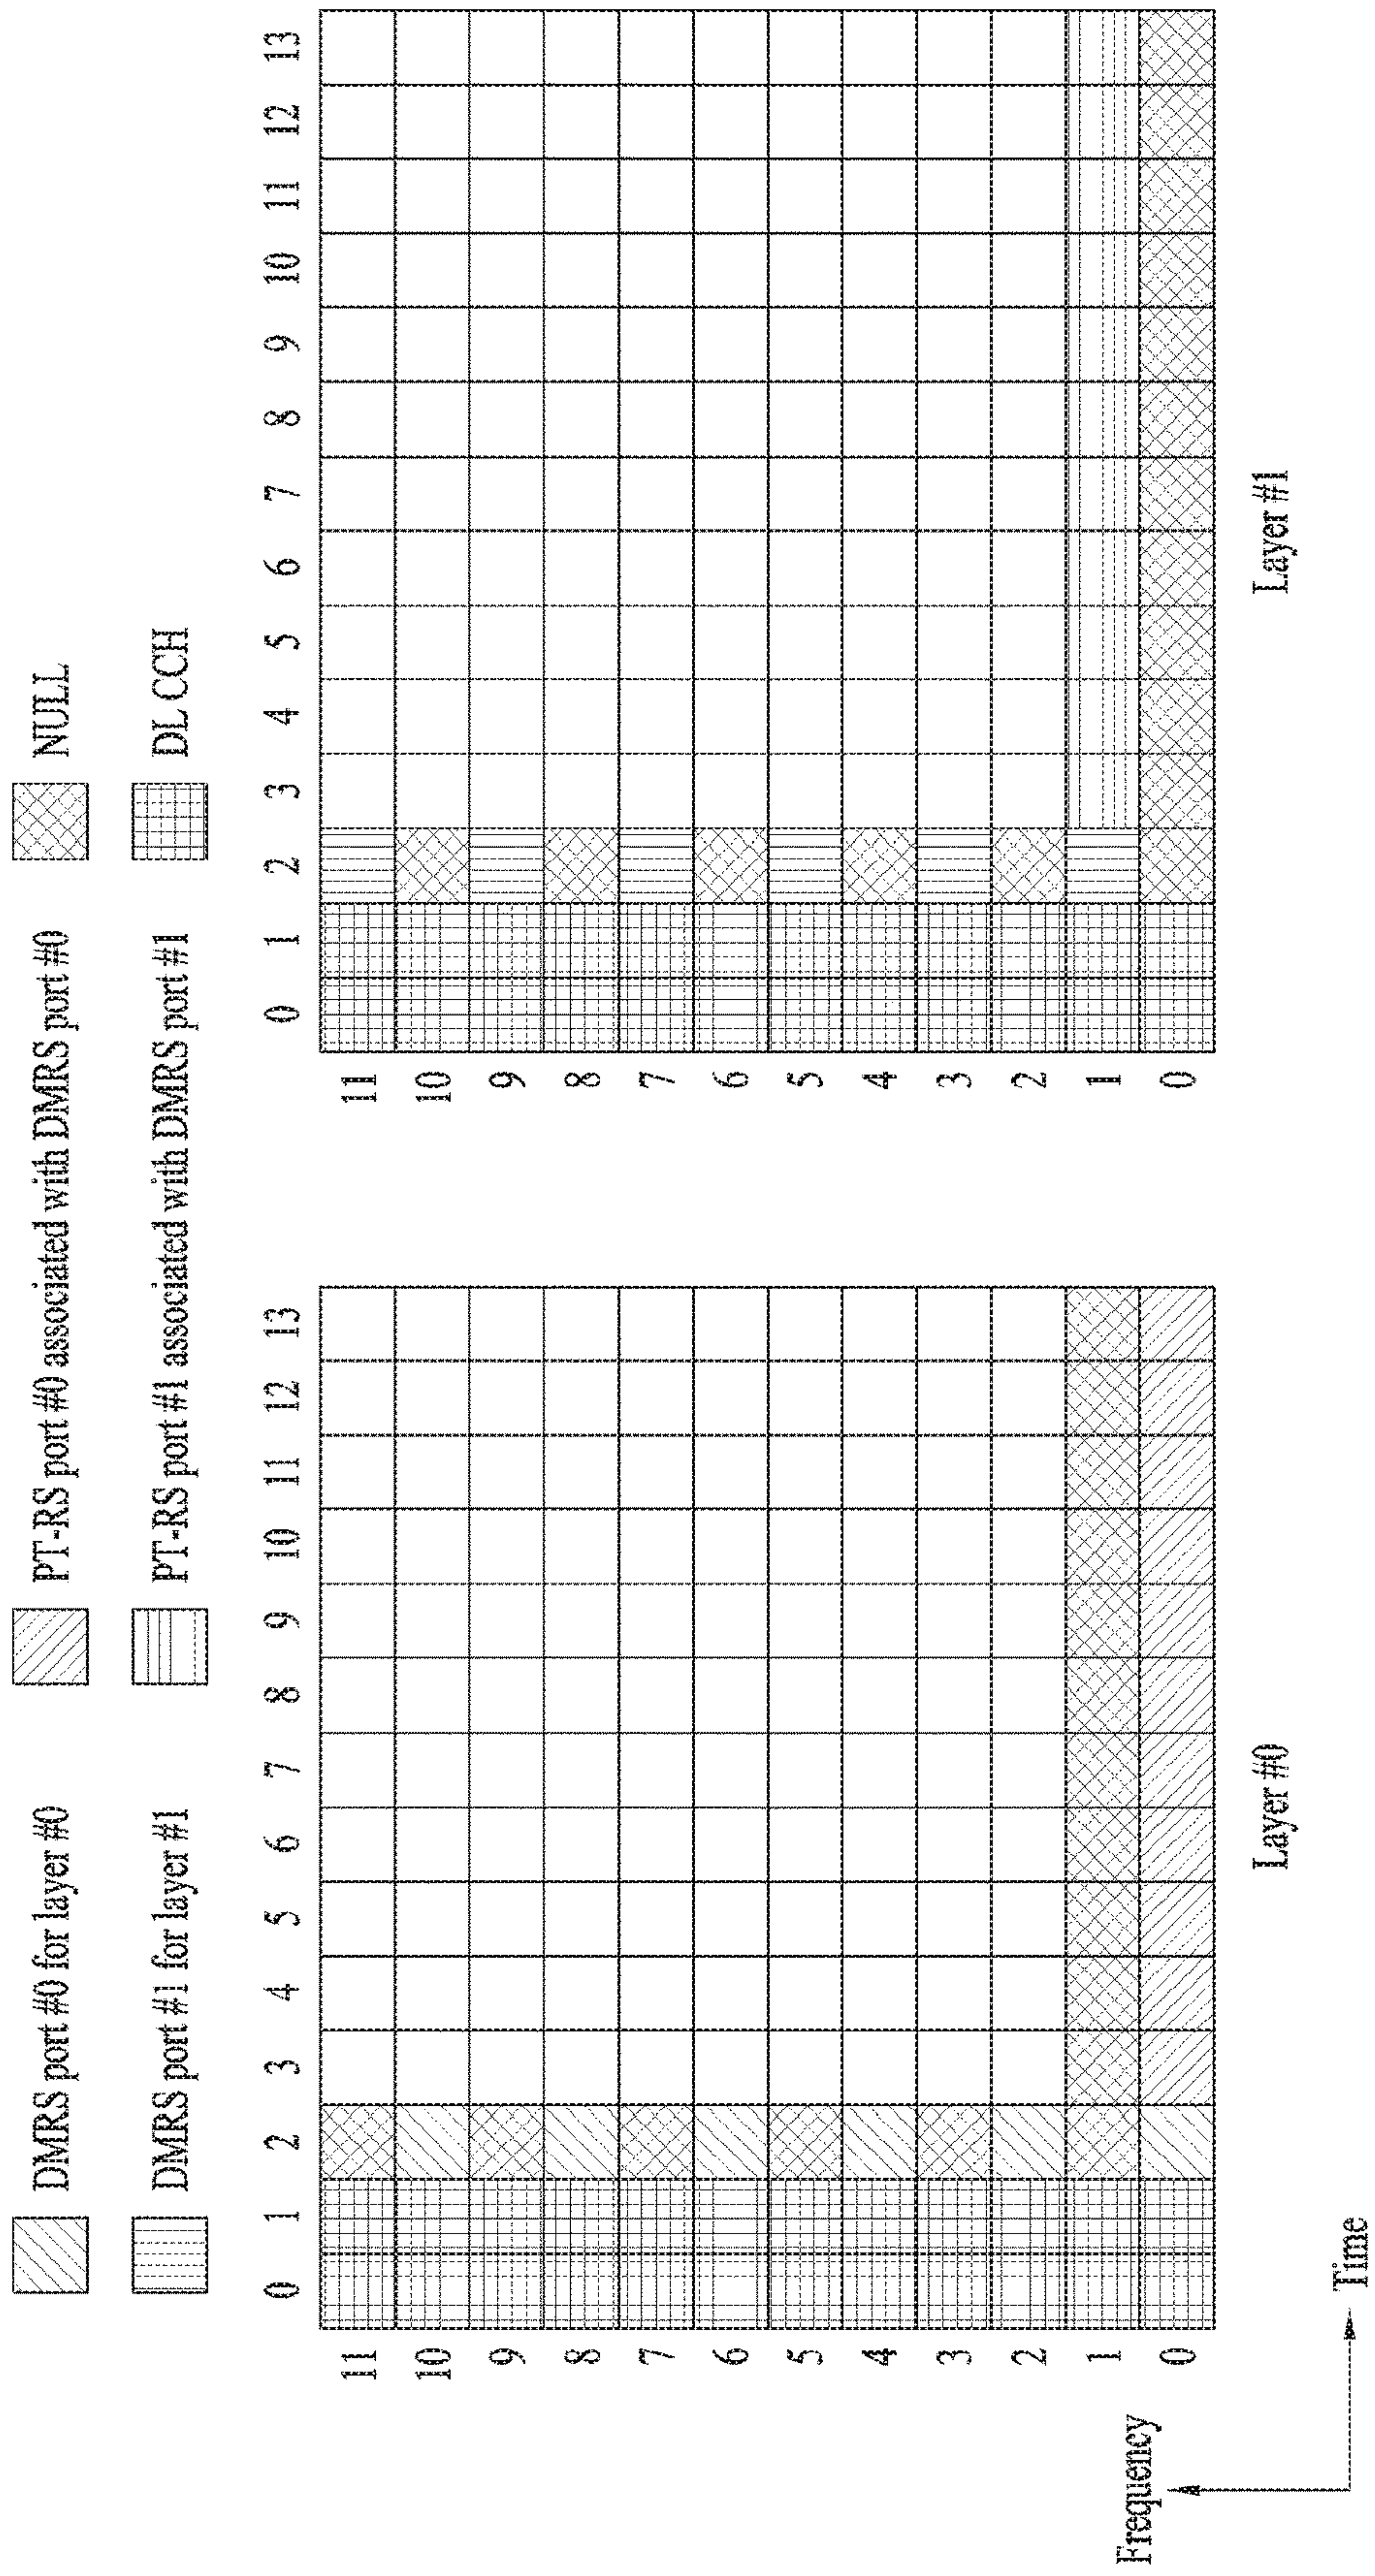 DMRS port #0 for layer #0
PT-RS port #0 associated with DMRS port #0
NULL
DMRS port #1 for layer #1
PT-RS port #1 associated with DMRS port #1
DL CCH
0 1 2 3 4 5 6 7 8 9 10 11 12 13
11
10
9
8
7
6
5
4
3
2
1
0
Layer #0
0 1 2 3 4 5 6 7 8 9 10 11 12 13
11
10
9
8
7
6
5
4
3
2
1
0
Layer #1
Frequency
Time